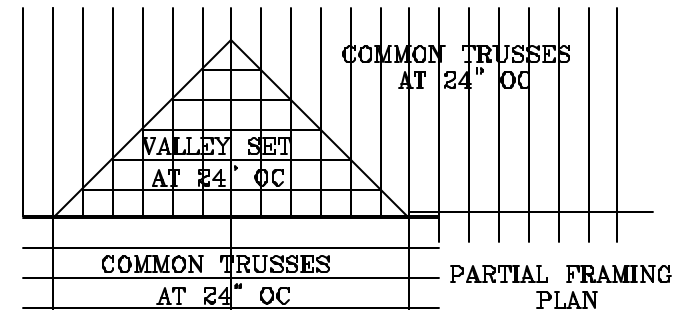 COMMON TRUSSES
AT 24" OC
VALLEY SET
AT 24' OC
COMMON TRUSSES
AT 24" OC
PARTIAL FRAMING
PLAN